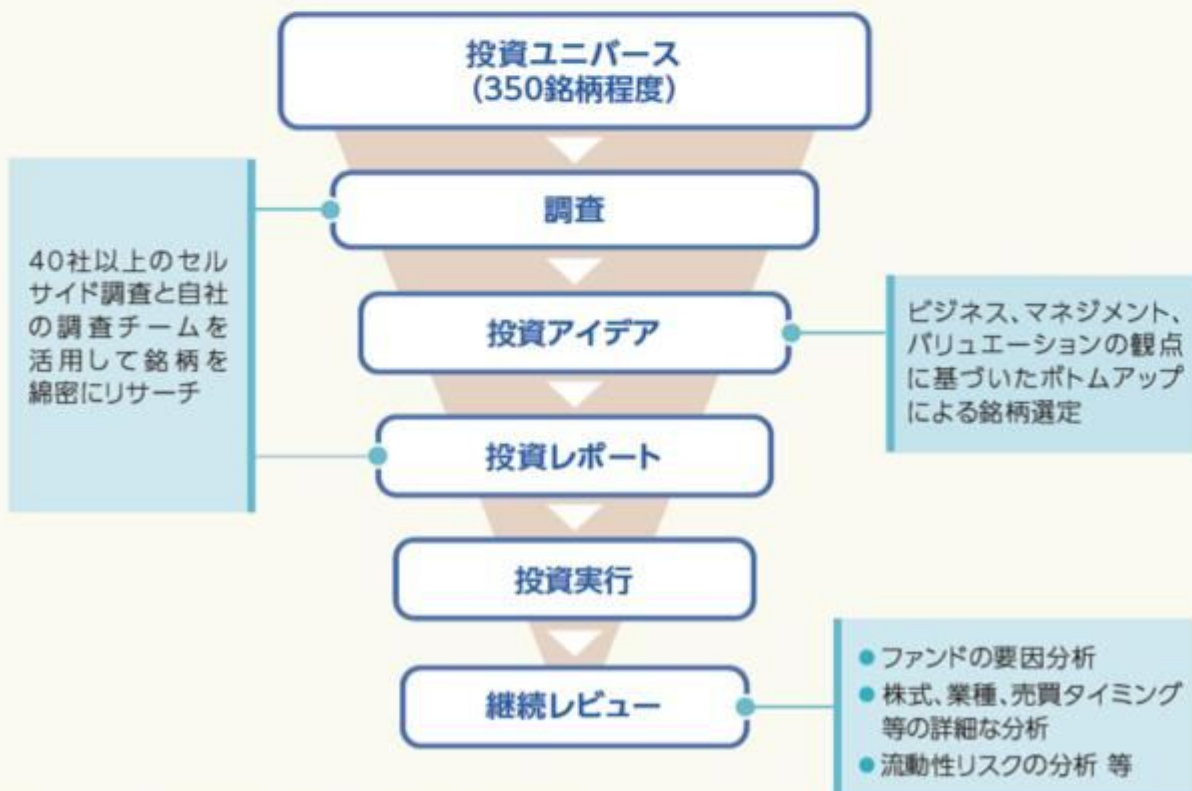 投資ユニバース
(350銘柄程度)
調査
40社以上のセル
サイド調査と自社
の調査チームを
活用して銘柄を
綿密にリサーチ
投資アイデア
ビジネス、マネジメント、
バリュエーションの観点
に基づいたボトムアップ
による銘柄選定
投資レポート
投資実行
継続レビュー
●ファンドの要因分析
●株式、業種、売買タイミング
等の詳細な分析
●流動性リスクの分析 等